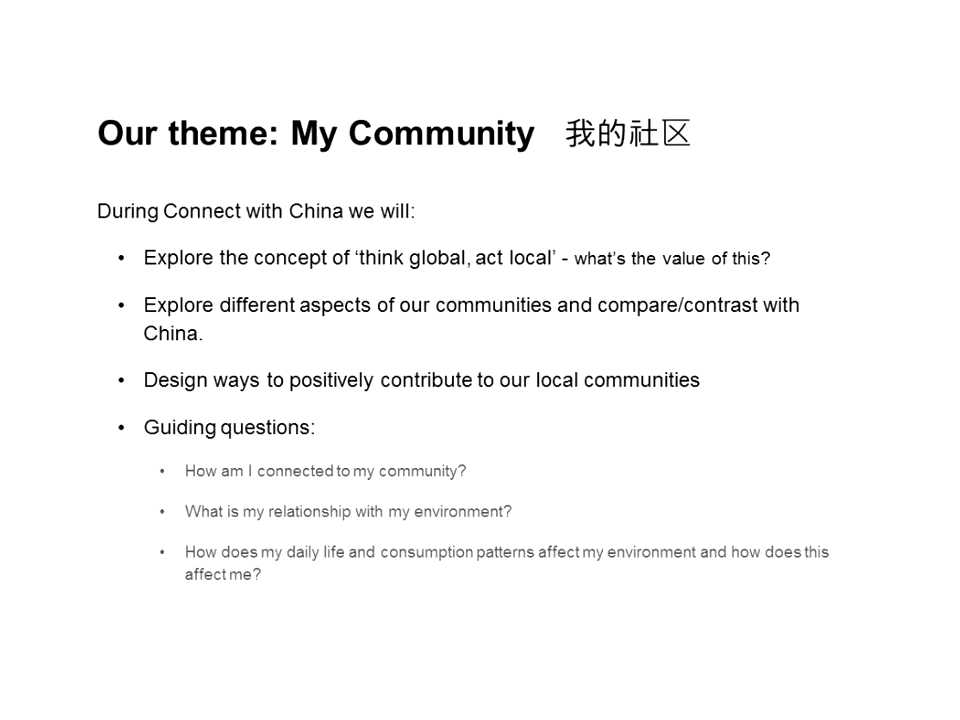 Our theme: My Community 我的社区
During Connect with China we will:
• Explore the concept of ‘think global, act local’ - what’s the value of this?
• Explore different aspects of our communities and compare/contrast with
China.
• Design ways to positively contribute to our local communities
• Guiding questions:
• How am I connected to my community?
• What is my relationship with my environment?
• How does my daily life and consumption patterns affect my environment and how does this
affect me?